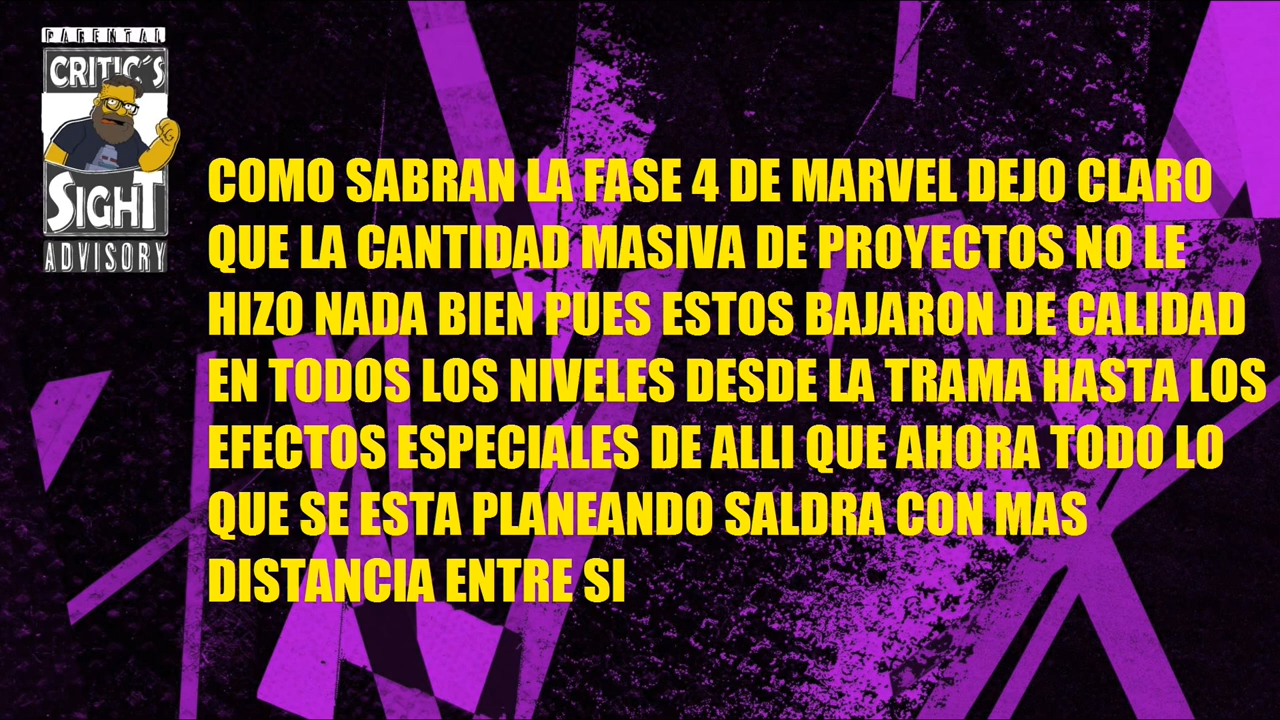 PARENTAL
CRITIC´S
SIGHT
ADVISORY
COMO SABRAN LA FASE 4 DE MARVEL DEJO CLARO
QUE LA CANTIDAD MASIVA DE PROYECTOS NO LE
HIZO NADA BIEN PUES ESTOS BAJARON DE CALIDAD
EN TODOS LOS NIVELES DESDE LA TRAMA HASTA LOS
EFECTOS ESPECIALES DE ALLI QUE AHORA TODO LO
QUE SE ESTA PLANEANDO SALDRA CON MAS
DISTANCIA ENTRE SI